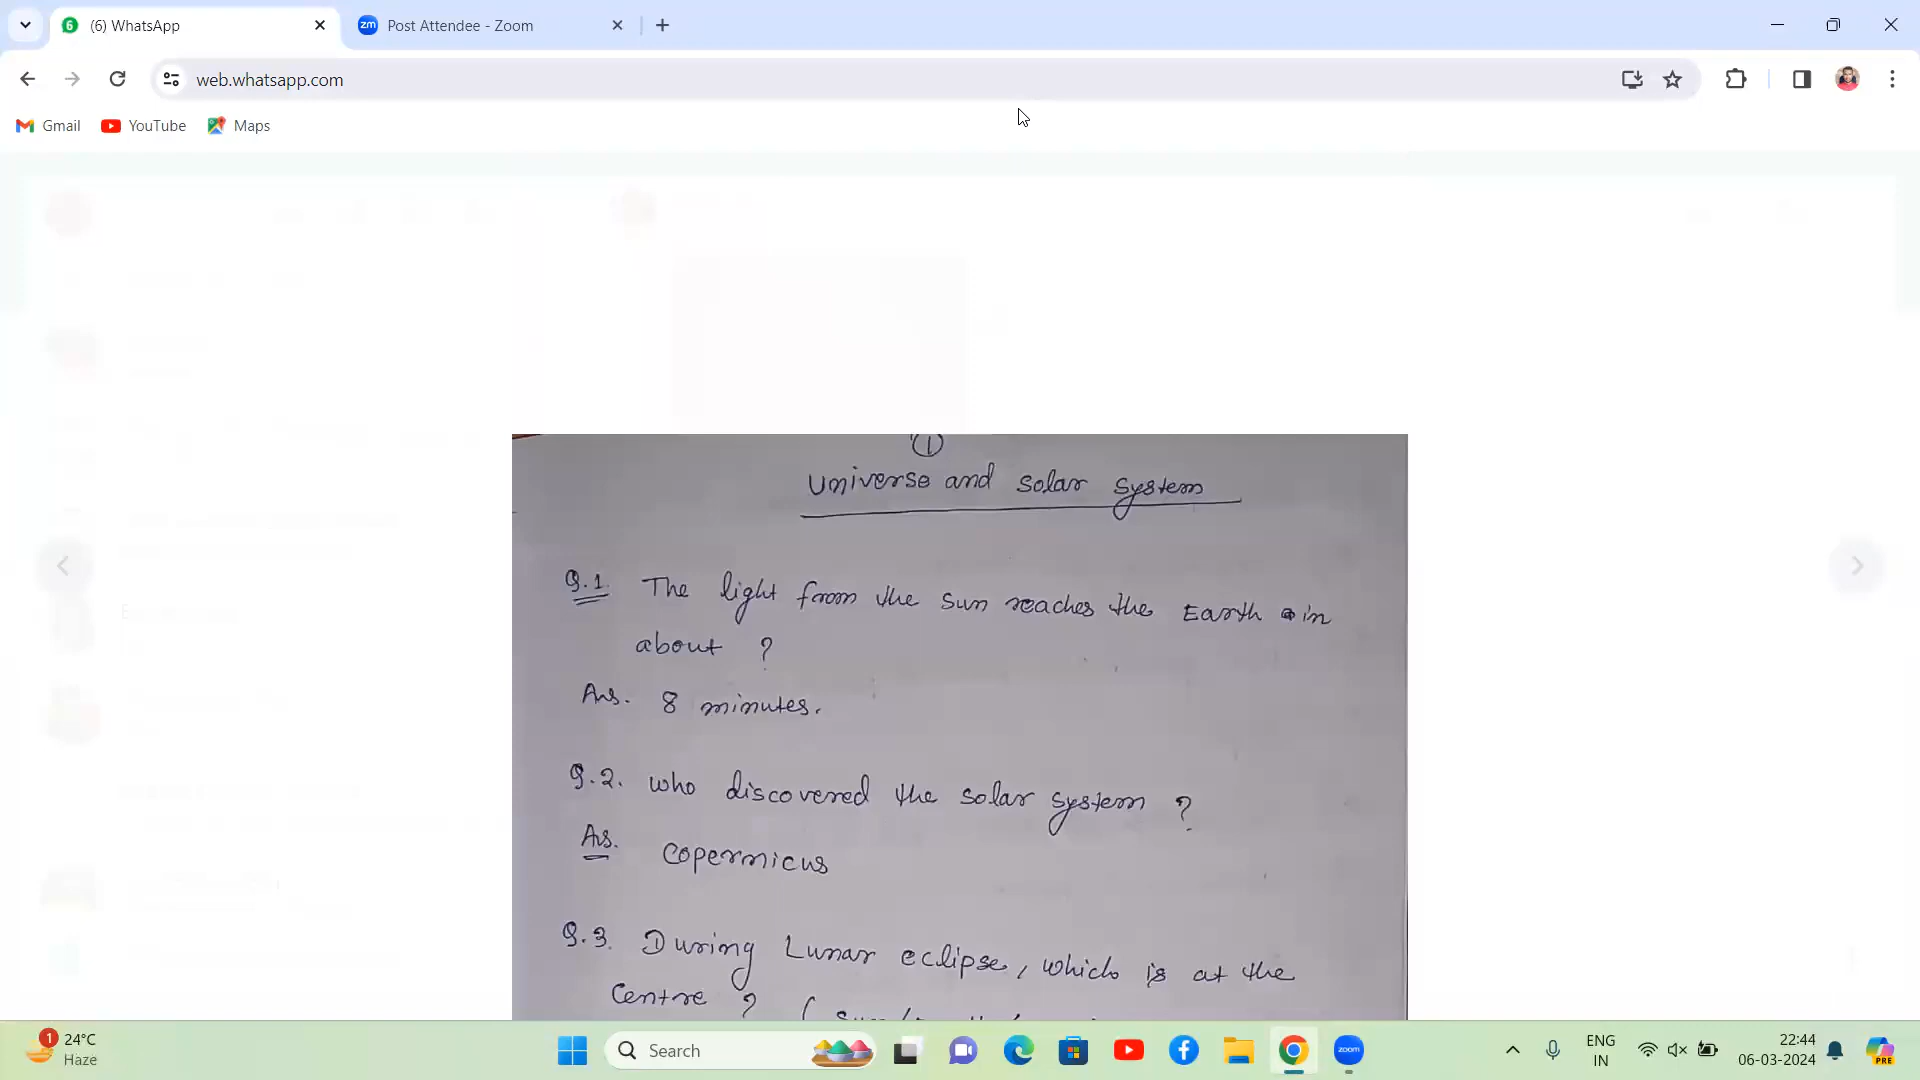 (6) WhatsApp
Post Attendee - Zoom
web.whatsapp.com
Gmail
YouTube
Maps
1
Universe and Solar System
Q.1 The light from the Sun reaches the Earth in
about ?
Ans. 8 minutes.
Q.2. who discovered the solar system ?
Ans. Copernicus
Q.3. During Lunar eclipse, which is at the
Centre ? (
1
24°C
Haze
Search
zoom
ENG
IN
22:44
06-03-2024
PRE